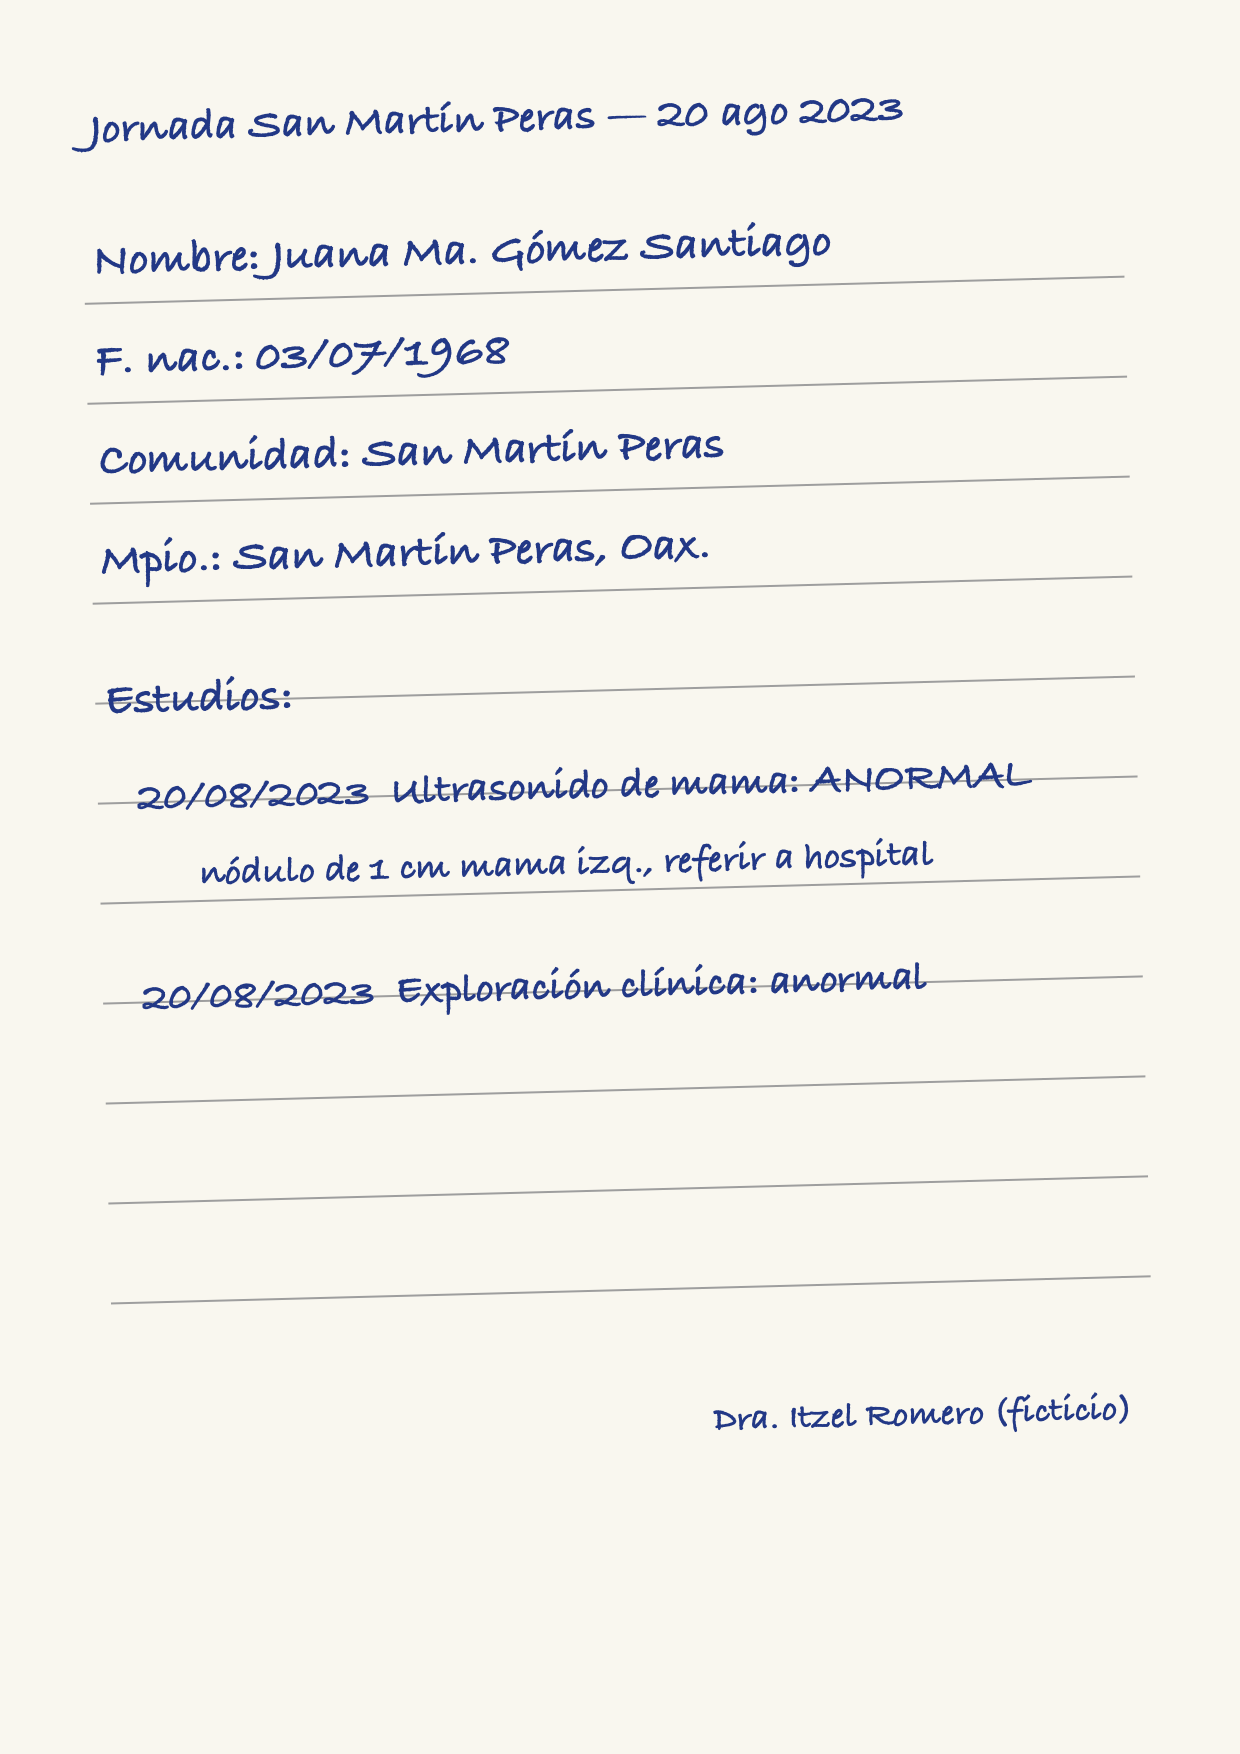 Jornada San Martín Peras — 20 ago 2023
Nombre: Juana Ma. Gómez Santiago
F. nac.: 03/07/1968
Comunidad: San Martín Peras
Mpio.: San Martín Peras, Oax.
Estudios:
20/08/2023 Ultrasonido de mama: ANORMAL
nódulo de 1 cm mama izq., referir a hospital
20/08/2023 Exploración clínica: anormal
Dra. Itzel Romero (ficticio)